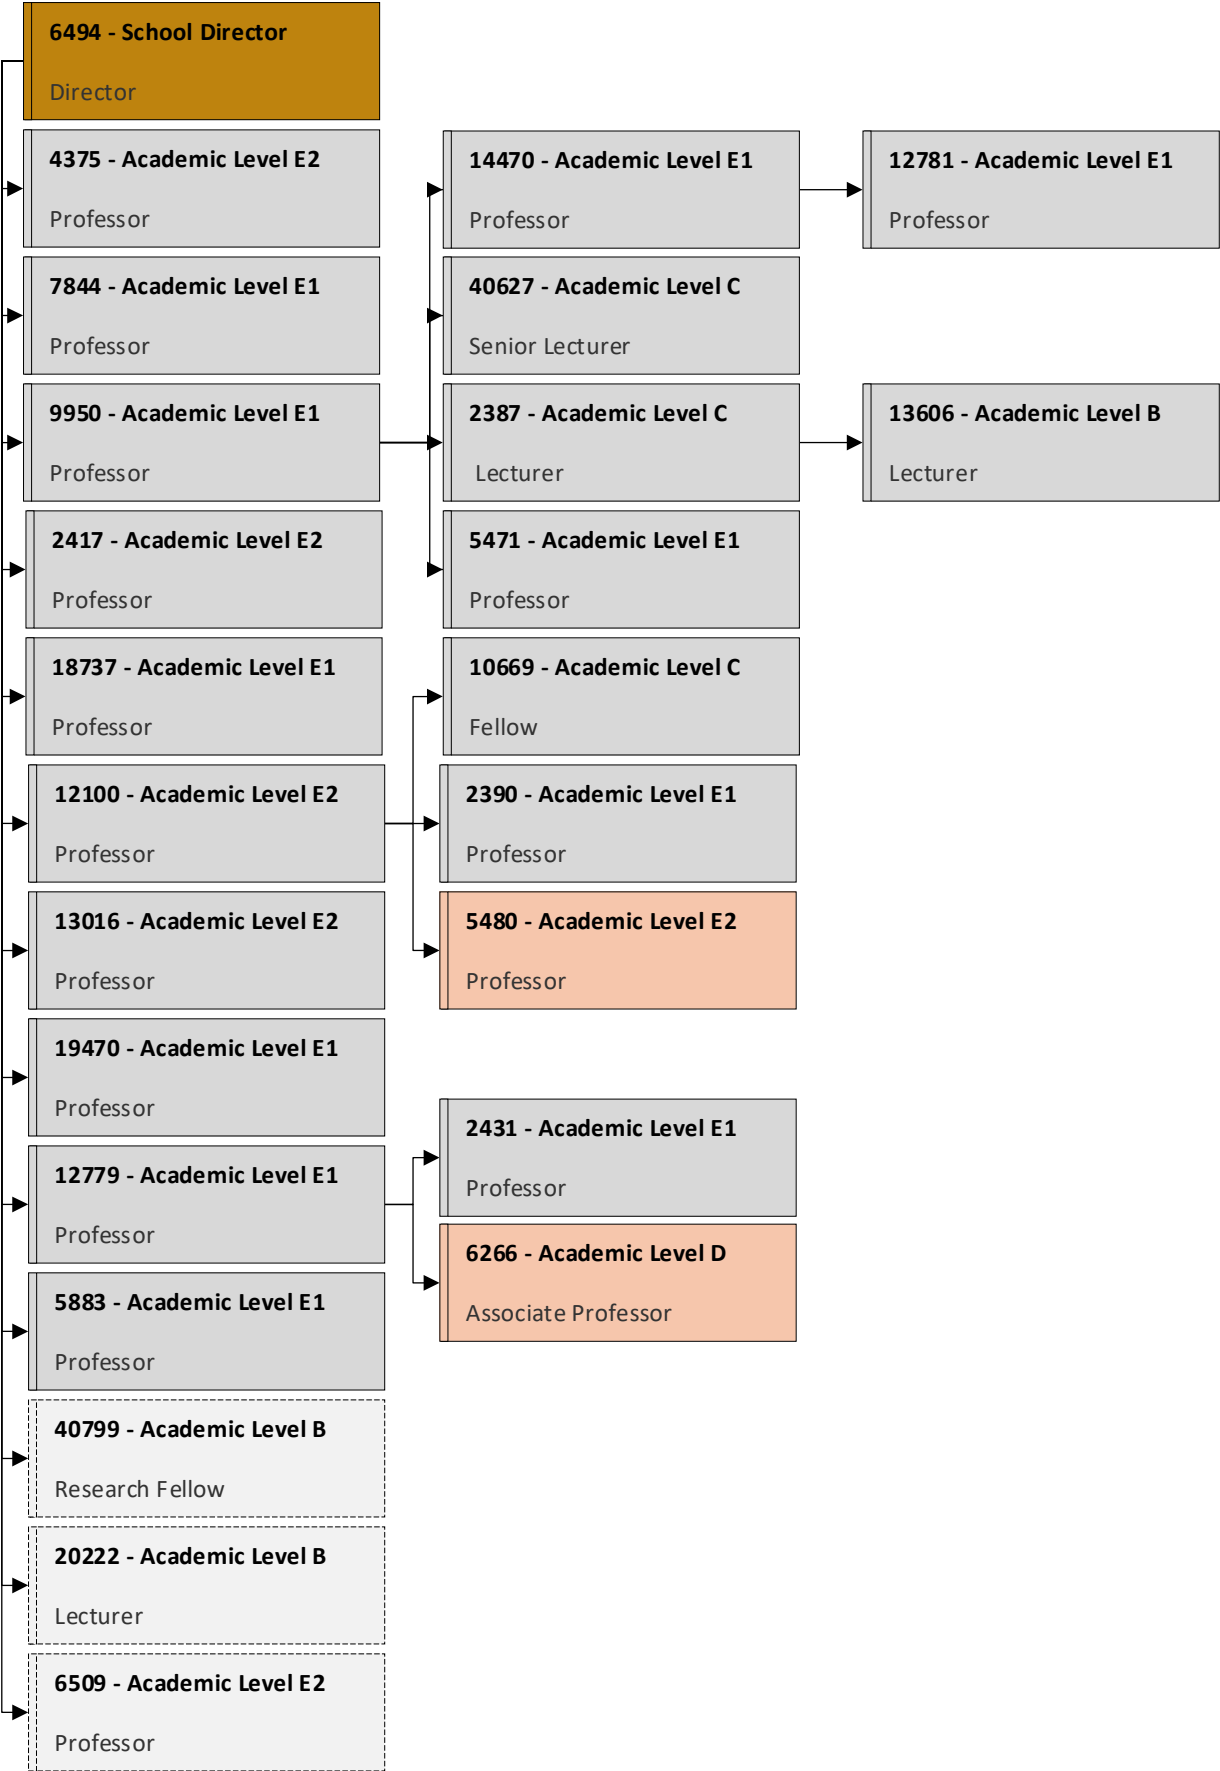 6494 - School Director
Director
4375 - Academic Level E2
Professor
14470 - Academic Level E1
Professor
12781 - Academic Level E1
Professor
7844 - Academic Level E1
Professor
40627 - Academic Level C
Senior Lecturer
9950 - Academic Level E1
Professor
2387 - Academic Level C
Lecturer
13606 - Academic Level B
Lecturer
2417 - Academic Level E2
Professor
5471 - Academic Level E1
Professor
18737 - Academic Level E1
Professor
10669 - Academic Level C
Fellow
12100 - Academic Level E2
Professor
2390 - Academic Level E1
Professor
13016 - Academic Level E2
Professor
5480 - Academic Level E2
Professor
19470 - Academic Level E1
Professor
12779 - Academic Level E1
Professor
2431 - Academic Level E1
Professor
6266 - Academic Level D
Associate Professor
5883 - Academic Level E1
Professor
40799 - Academic Level B
Research Fellow
20222 - Academic Level B
Lecturer
6509 - Academic Level E2
Professor